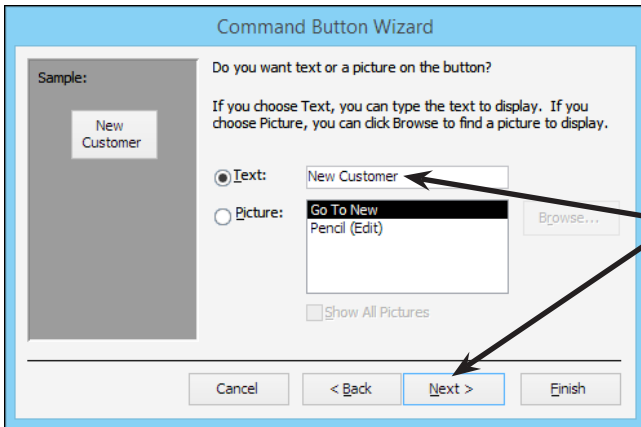 Command Button Wizard
Sample:
New
Customer
Do you want text or a picture on the button?
If you choose Text, you can type the text to display. If you
choose Picture, you can click Browse to find a picture to display.
Text: New Customer
Picture: Go To New
Pencil (Edit)
Browse...
Show All Pictures
Cancel < Back Next > Finish